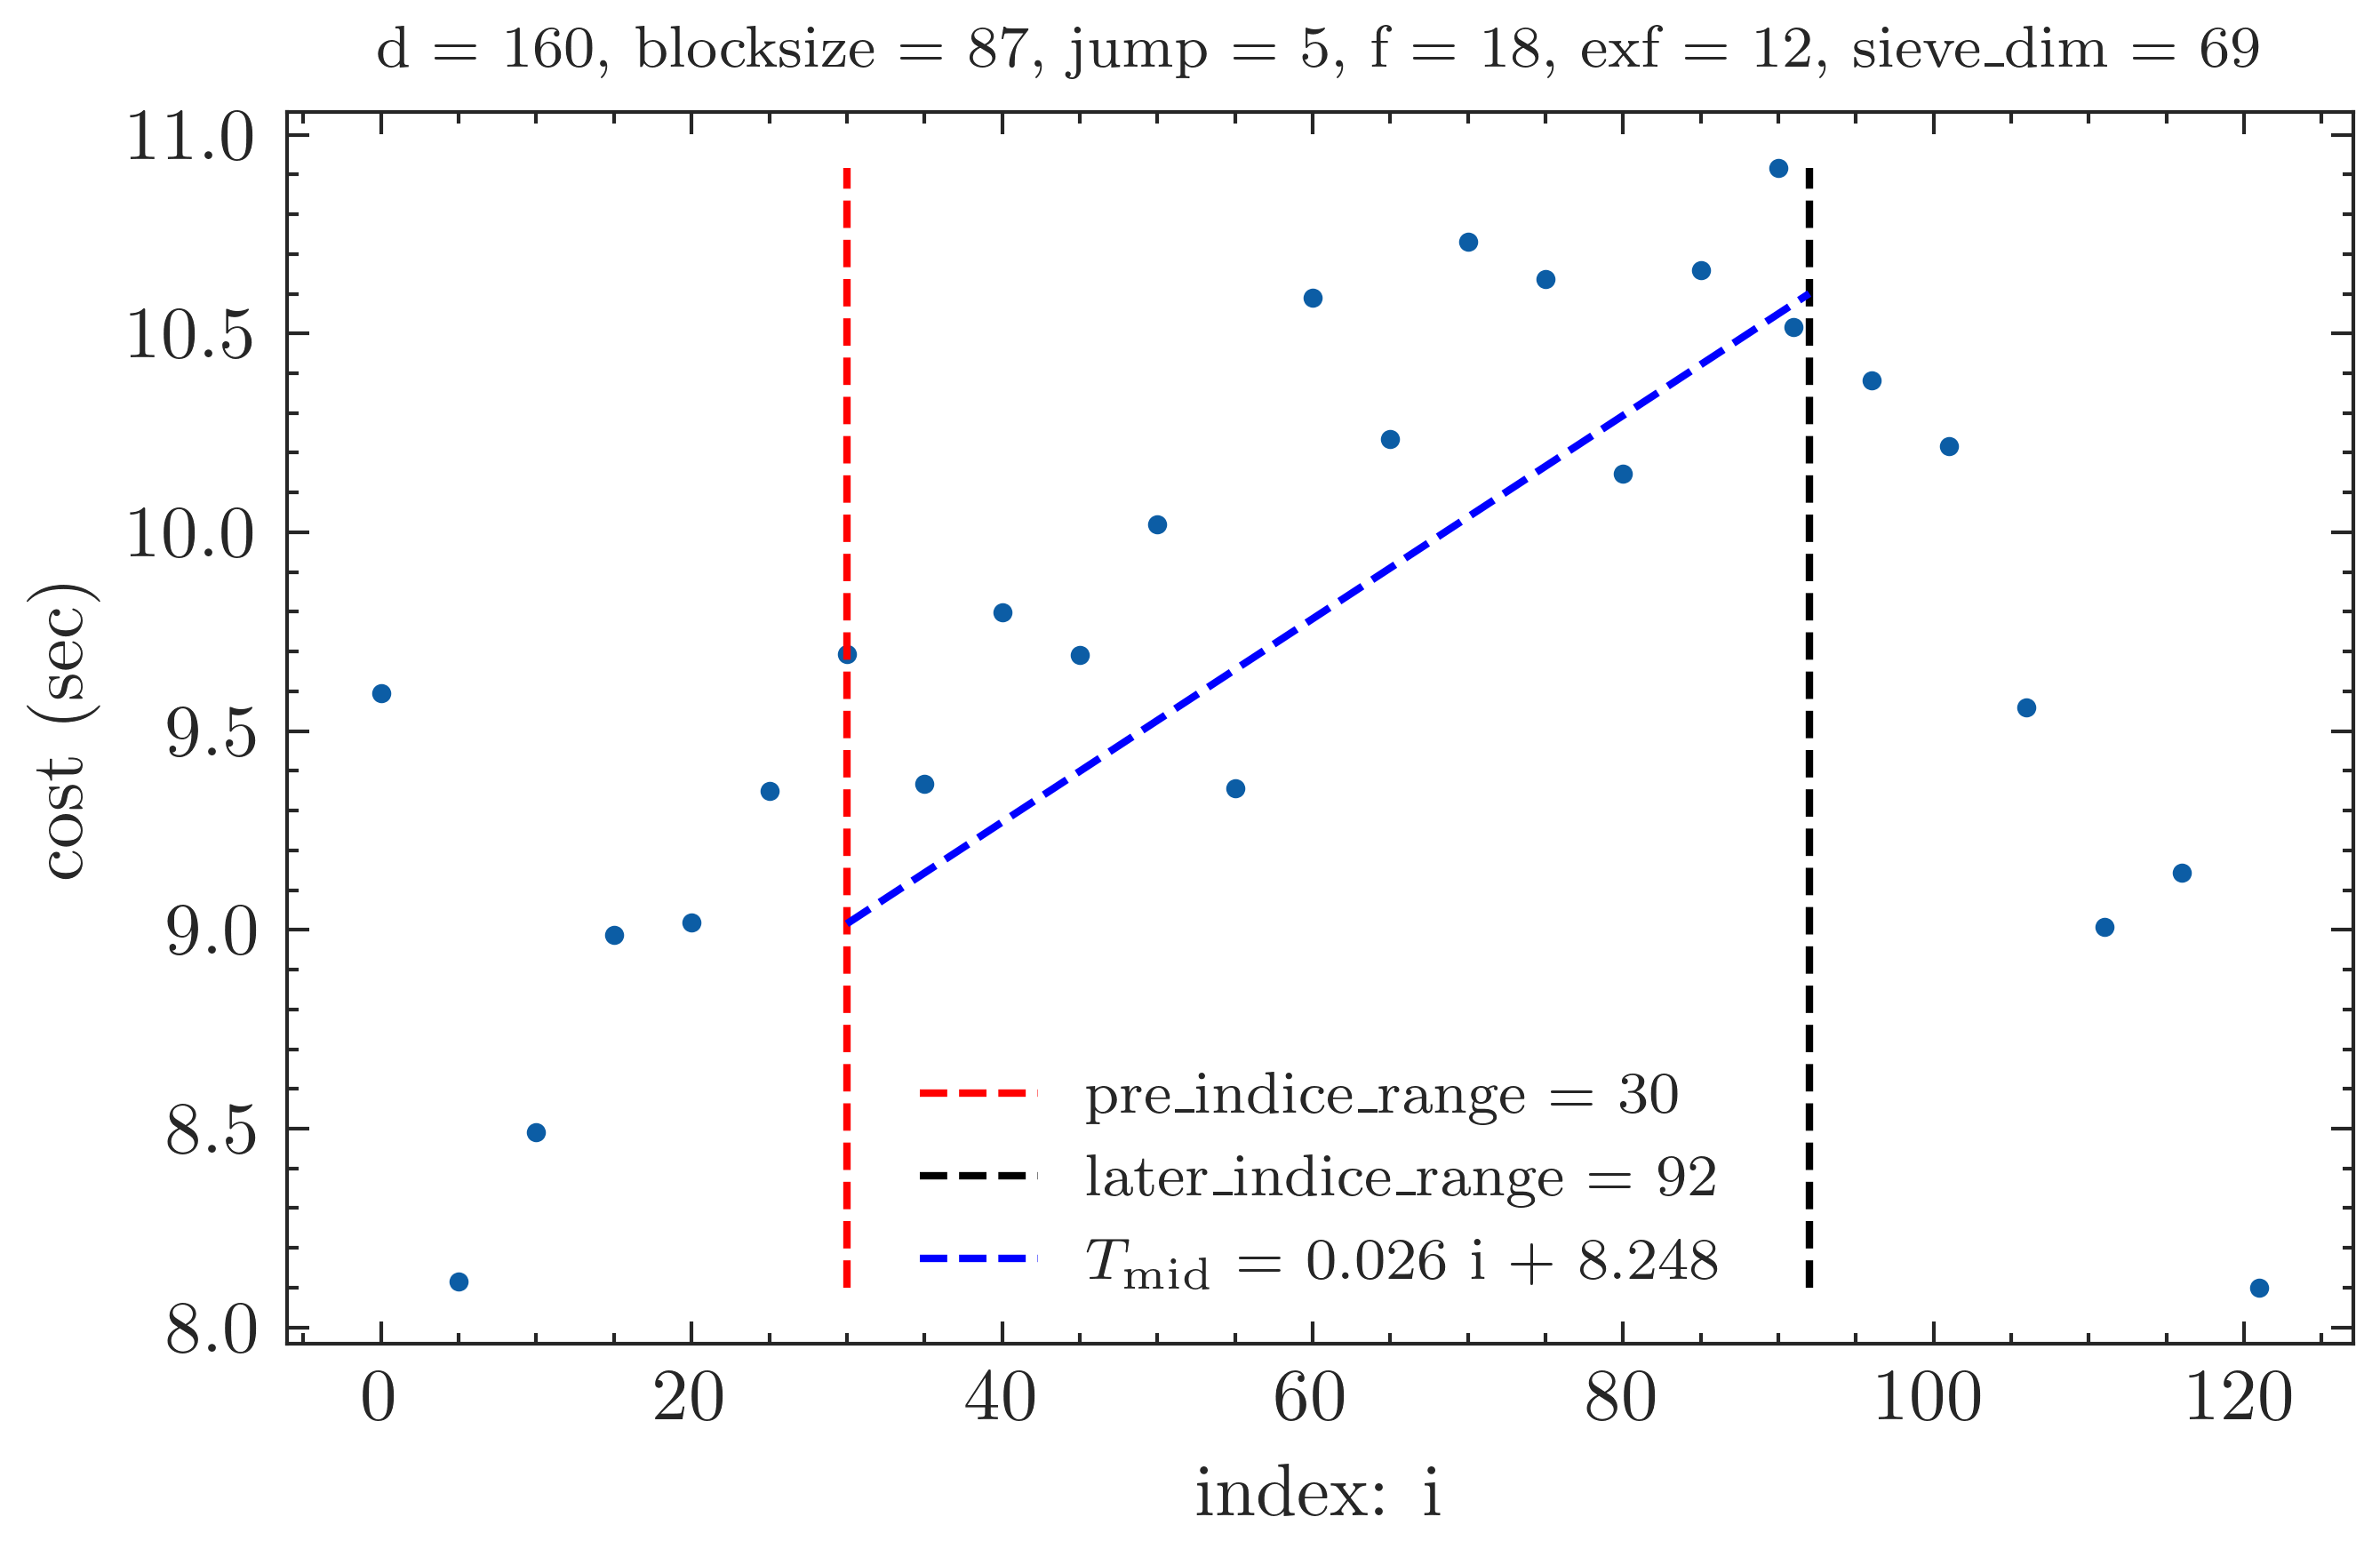 d = 160, blocksize = 87, jump = 5, f = 18, exf = 12, sieve_dim = 69
11.0
10.5
10.0
9.5
9.0
8.5
8.0
cost (sec)
pre_indice_range = 30
later_indice_range = 92
T_mid = 0.026 i + 8.248
0 20 40 60 80 100 120
index: i